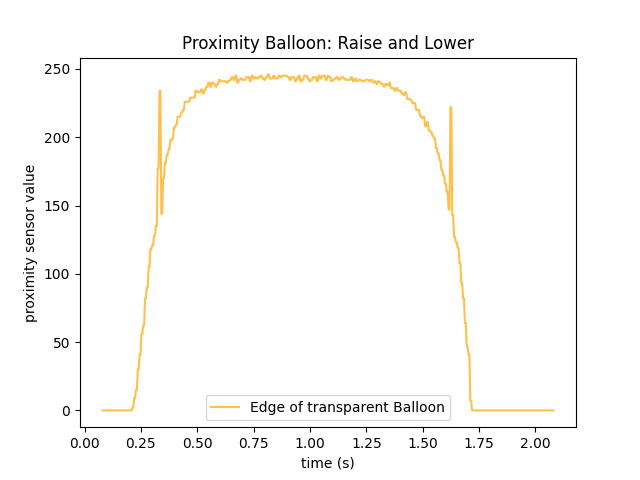 Proximity Balloon: Raise and Lower
proximity sensor value
250
200
150
100
50
0
Edge of transparent Balloon
0.00 0.25 0.50 0.75 1.00 1.25 1.50 1.75 2.00
time (s)